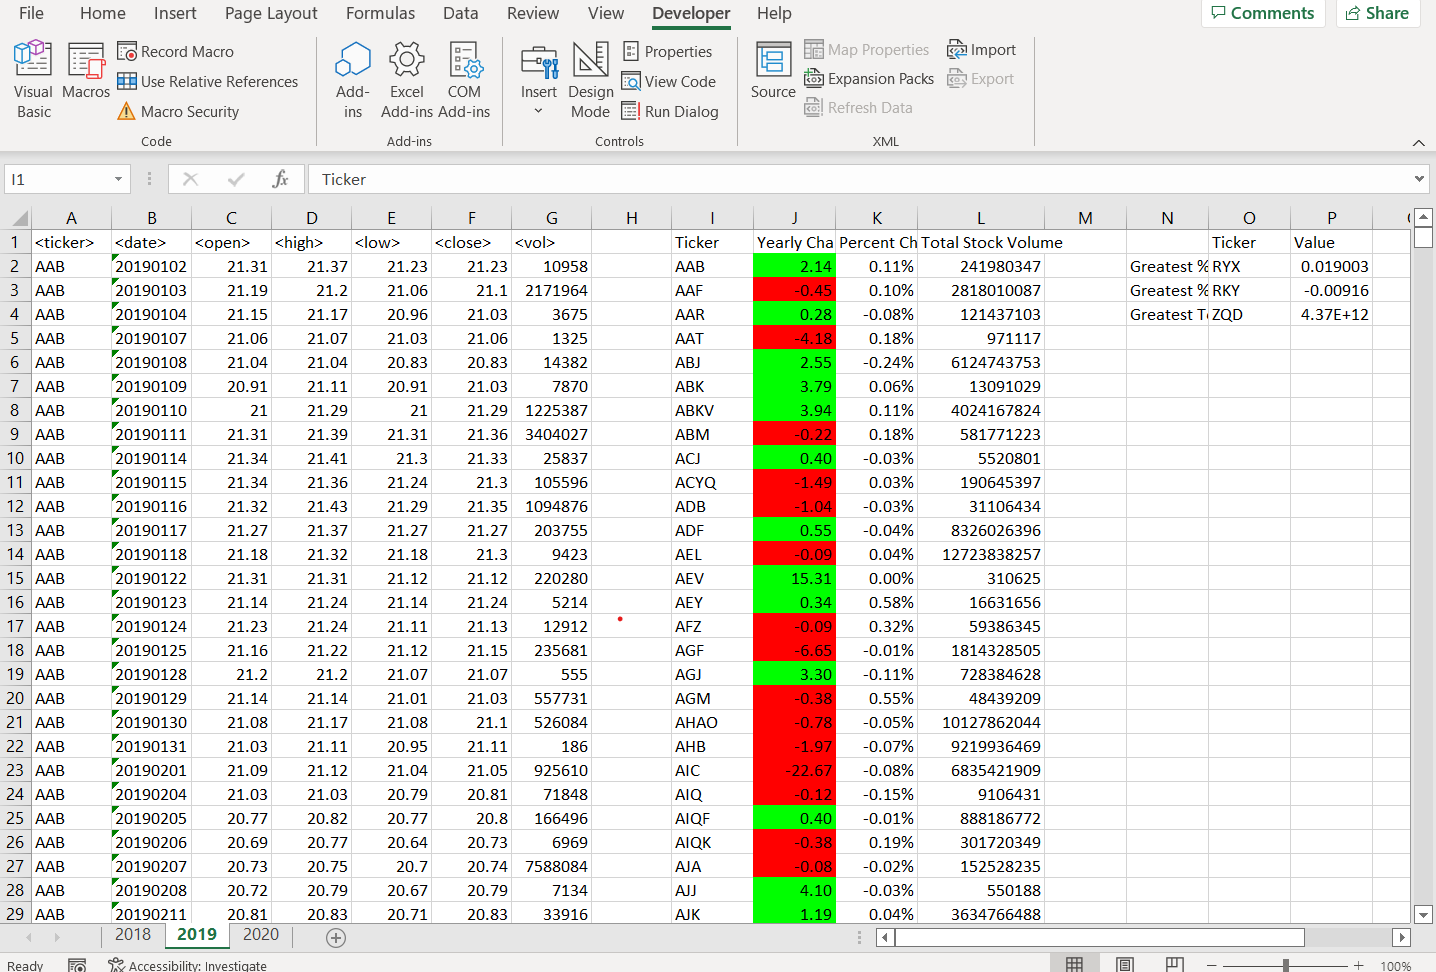 File Home Insert Page Layout Formulas Data Review View Developer Help Comments Share
Visual Basic Macros Record Macro Use Relative References Macro Security Code
Add-ins Excel Add-ins COM Add-ins Add-ins
Insert Design Mode Properties View Code Run Dialog Controls
Source Map Properties Expansion Packs Refresh Data Import Export XML
I1 fx Ticker
A B C D E F G H I J K L M N O P
1 <ticker> <date> <open> <high> <low> <close> <vol> Ticker Yearly Cha Percent Ch Total Stock Volume Ticker Value
2 AAB 20190102 21.31 21.37 21.23 21.23 10958 AAB 2.14 0.11% 241980347 Greatest % RYX 0.019003
3 AAB 20190103 21.19 21.2 21.06 21.1 2171964 AAF -0.45 0.10% 2818010087 Greatest % RKY -0.00916
4 AAB 20190104 21.15 21.17 20.96 21.03 3675 AAR 0.28 -0.08% 121437103 Greatest T ZQD 4.37E+12
5 AAB 20190107 21.06 21.07 21.03 21.06 1325 AAT -4.18 0.18% 971117
6 AAB 20190108 21.04 21.04 20.83 20.83 14382 ABJ 2.55 -0.24% 6124743753
7 AAB 20190109 20.91 21.11 20.91 21.03 7870 ABK 3.79 0.06% 13091029
8 AAB 20190110 21 21.29 21 21.29 1225387 ABKV 3.94 0.11% 4024167824
9 AAB 20190111 21.31 21.39 21.31 21.36 3404027 ABM -0.22 0.18% 581771223
10 AAB 20190114 21.34 21.41 21.3 21.33 25837 ACJ 0.40 -0.03% 5520801
11 AAB 20190115 21.34 21.36 21.24 21.3 105596 ACYQ -1.49 0.03% 190645397
12 AAB 20190116 21.32 21.43 21.29 21.35 1094876 ADB -1.04 -0.03% 31106434
13 AAB 20190117 21.27 21.37 21.27 21.27 203755 ADF 0.55 -0.04% 8326026396
14 AAB 20190118 21.18 21.32 21.18 21.3 9423 AEL -0.09 0.04% 12723838257
15 AAB 20190122 21.31 21.31 21.12 21.12 220280 AEV 15.31 0.00% 310625
16 AAB 20190123 21.14 21.24 21.14 21.24 5214 AEY 0.34 0.58% 16631656
17 AAB 20190124 21.23 21.24 21.11 21.13 12912 AFZ -0.09 0.32% 59386345
18 AAB 20190125 21.16 21.22 21.12 21.15 235681 AGF -6.65 -0.01% 1814328505
19 AAB 20190128 21.2 21.2 21.07 21.07 555 AGJ 3.30 -0.11% 728384628
20 AAB 20190129 21.14 21.14 21.01 21.03 557731 AGM -0.38 0.55% 48439209
21 AAB 20190130 21.08 21.17 21.08 21.1 526084 AHAO -0.78 -0.05% 10127862044
22 AAB 20190131 21.03 21.11 20.95 21.11 186 AHB -1.97 -0.07% 9219936469
23 AAB 20190201 21.09 21.12 21.04 21.05 925610 AIC -22.67 -0.08% 6835421909
24 AAB 20190204 21.03 21.03 20.79 20.81 71848 AIQ -0.12 -0.15% 9106431
25 AAB 20190205 20.77 20.82 20.77 20.8 166496 AIQF 0.40 -0.01% 888186772
26 AAB 20190206 20.69 20.77 20.64 20.73 6969 AIQK -0.38 0.19% 301720349
27 AAB 20190207 20.73 20.75 20.7 20.74 7588084 AJA -0.08 -0.02% 152528235
28 AAB 20190208 20.72 20.79 20.67 20.79 7134 AJJ 4.10 -0.03% 550188
29 AAB 20190211 20.81 20.83 20.71 20.83 33916 AJK 1.19 0.04% 3634766488
2018 2019 2020
Ready Accessibility: Investigate 100%